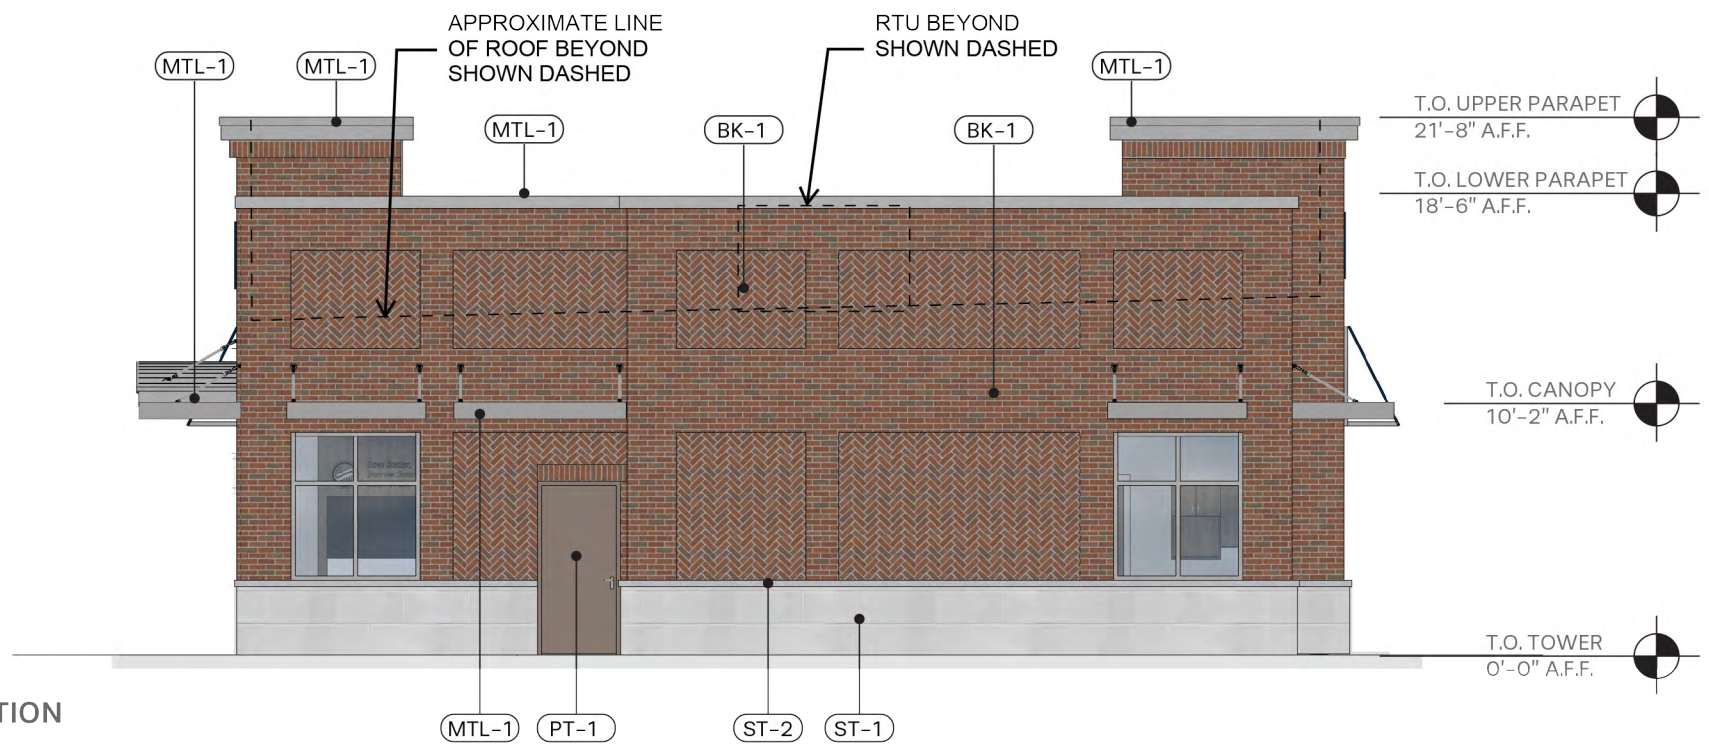 APPROXIMATE LINE
OF ROOF BEYOND
SHOWN DASHED
RTU BEYOND
SHOWN DASHED
MTL-1
MTL-1
MTL-1
MTL-1
BK-1
BK-1
T.O. UPPER PARAPET
21'-8" A.F.F.
T.O. LOWER PARAPET
18'-6" A.F.F.
T.O. CANOPY
10'-2" A.F.F.
T.O. TOWER
0'-0" A.F.F.
TION
MTL-1
PT-1
ST-2
ST-1